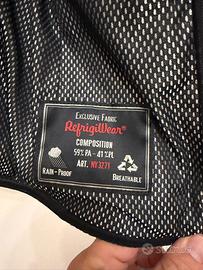 Exclusive Fabric
RefrigiWear®
Composition
59% PA - 41% PL
Art. NY3271
Rain - Proof
Breathable